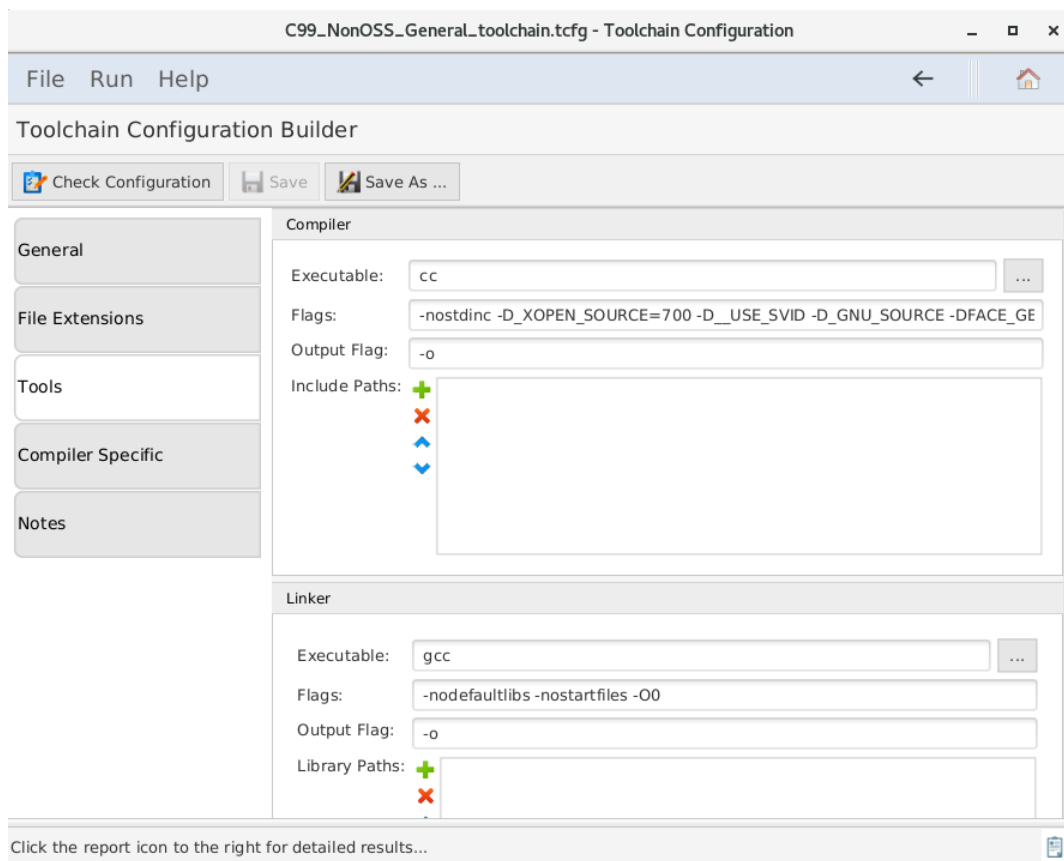 C99_NonOSS_General_toolchain.tcfg - Toolchain Configuration
File Run Help
Toolchain Configuration Builder
Check Configuration Save Save As ...
General
File Extensions
Tools
Compiler Specific
Notes
Compiler
Executable: cc ...
Flags: -nostdinc -D_XOPEN_SOURCE=700 -D__USE_SVID -D_GNU_SOURCE -DFACE_GE
Output Flag: -o
Include Paths:
Linker
Executable: gcc ...
Flags: -nodefaultlibs -nostartfiles -O0
Output Flag: -o
Library Paths:
Click the report icon to the right for detailed results...